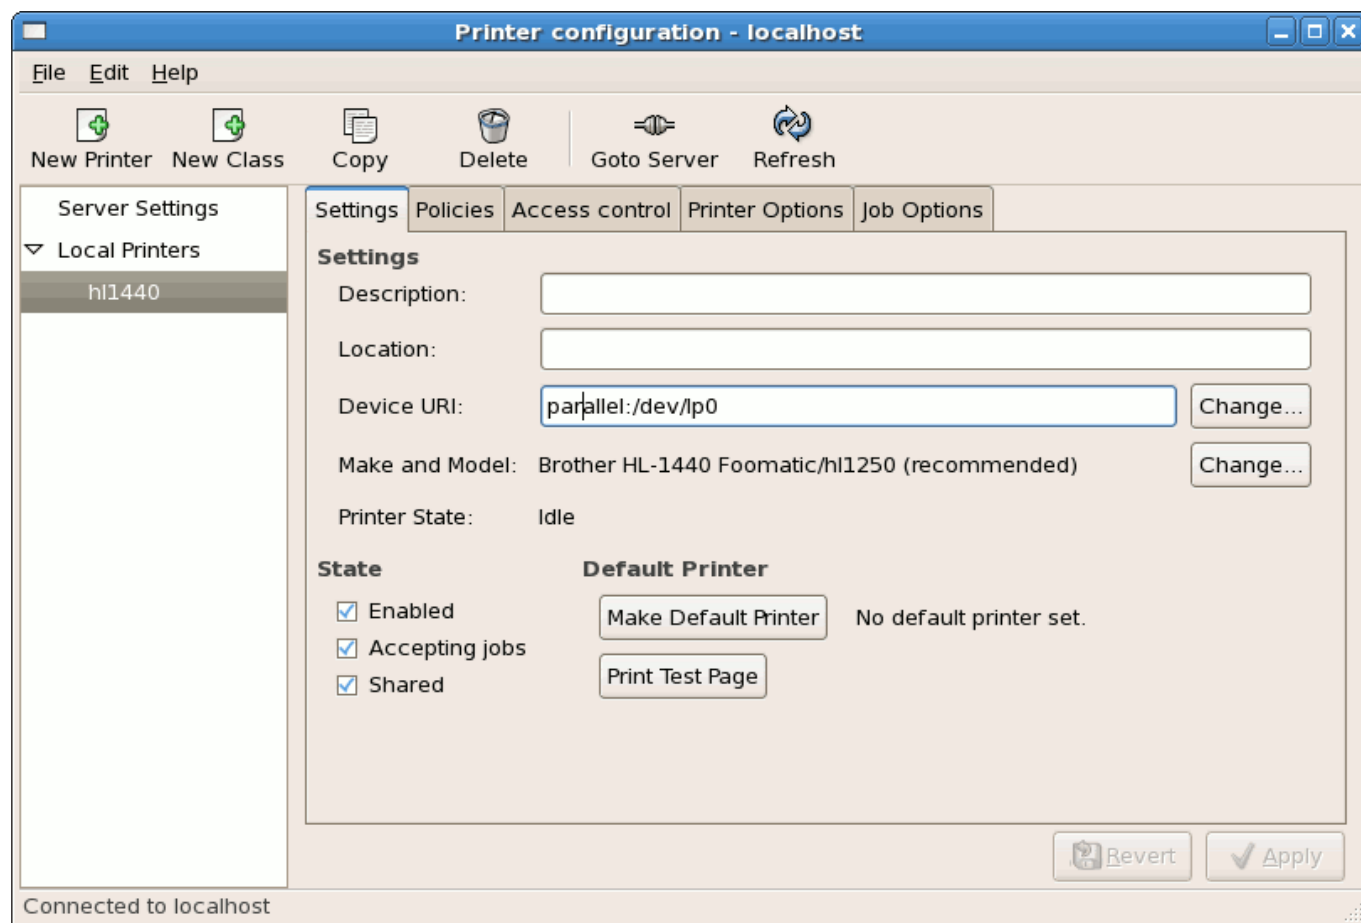 Printer configuration - localhost
File Edit Help
New Printer New Class Copy Delete Goto Server Refresh
Server Settings
Local Printers
hl1440
Settings Policies Access control Printer Options Job Options
Settings
Description:
Location:
Device URI: parallel:/dev/lp0 Change...
Make and Model: Brother HL-1440 Foomatic/hl1250 (recommended) Change...
Printer State: Idle
State Default Printer
Enabled Make Default Printer No default printer set.
Accepting jobs
Shared Print Test Page
Revert Apply
Connected to localhost